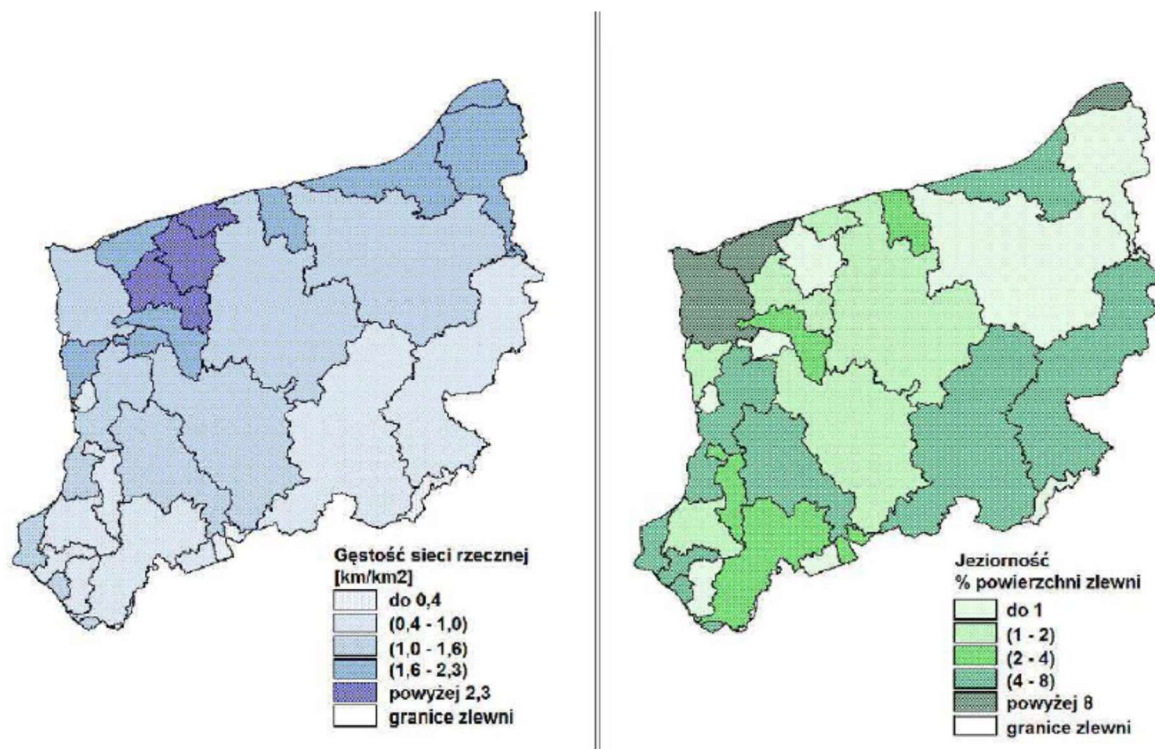 Gęstość sieci rzecznej
[km/km2]
do 0,4
(0,4 - 1,0)
(1,0 - 1,6)
(1,6 - 2,3)
powyżej 2,3
granice zlewni
Jeziorność
% powierzchni zlewni
do 1
(1 - 2)
(2 - 4)
(4 - 8)
powyżej 8
granice zlewni